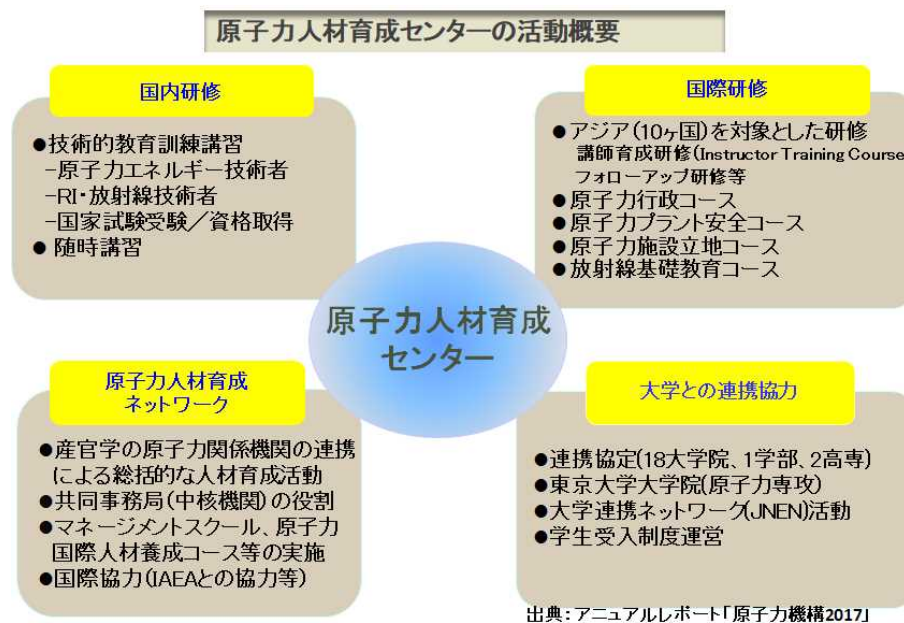 原子力人材育成センターの活動概要
国内研修
●技術的教育訓練講習
−原子力エネルギー技術者
−RI・放射線技術者
−国家試験受験／資格取得
● 随時講習
国際研修
●アジア(10ヶ国)を対象とした研修
講師育成研修(Instructor Training Course
フォローアップ研修等
●原子力行政コース
●原子力プラント安全コース
●原子力施設立地コース
●放射線基礎教育コース
原子力人材育成
センター
原子力人材育成
ネットワーク
●産官学の原子力関係機関の連携
による総括的な人材育成活動
●共同事務局(中核機関)の役割
●マネージメントスクール、原子力
国際人材養成コース等の実施
●国際協力(IAEAとの協力等)
大学との連携協力
●連携協定(18大学院、1学部、2高専)
●東京大学大学院(原子力専攻)
●大学連携ネットワーク(JNEN)活動
●学生受入制度運営
出典：アニュアルレポート「原子力機構2017」